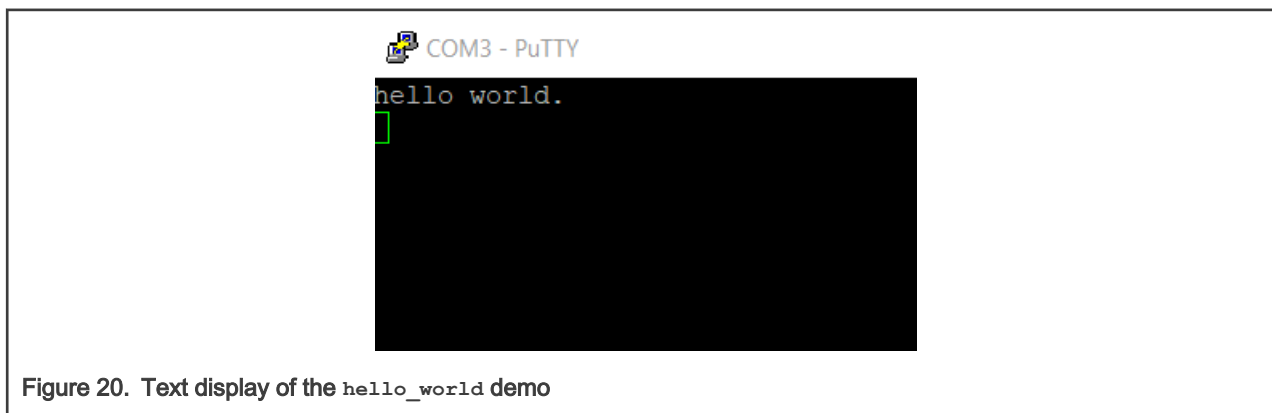 COM3 - PuTTY
hello world.
Figure 20. Text display of the hello_world demo